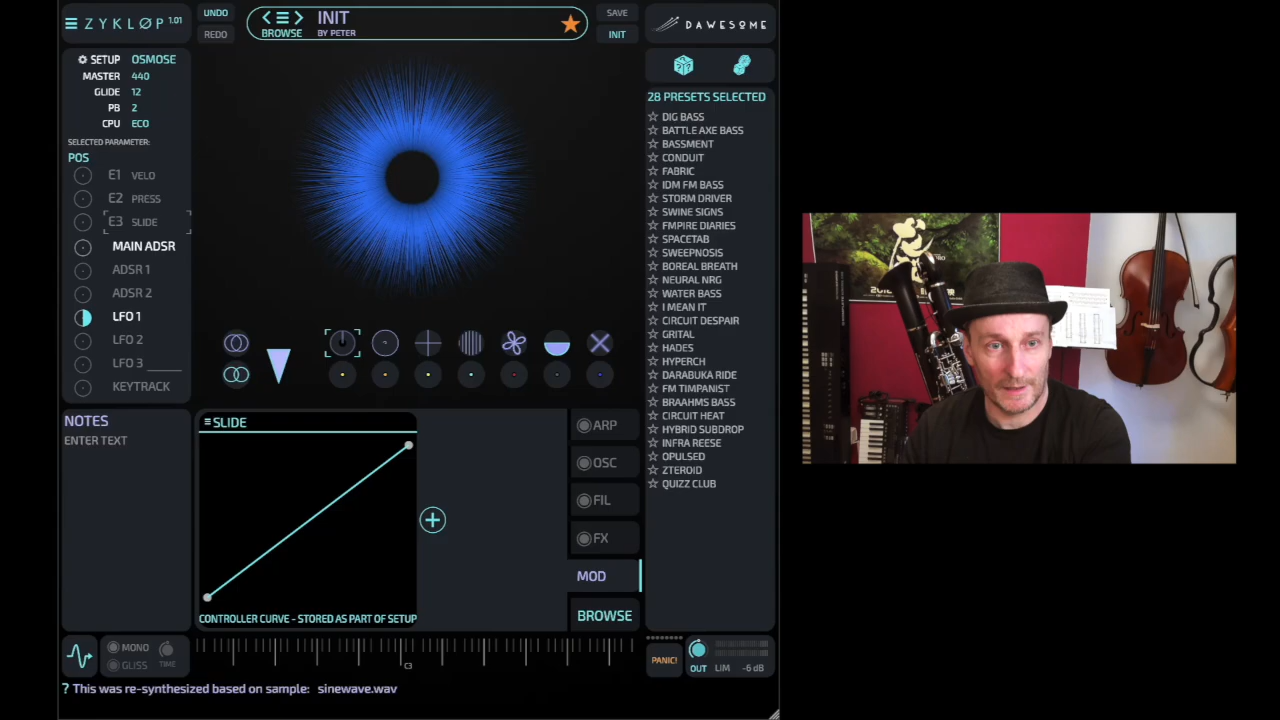 ZYKLØP 1.01
UNDO
REDO
BROWSE
INIT
BY PETER
SAVE
INIT
DAWESOME
SETUP OSMOSE
MASTER 440
GLIDE 12
PB 2
CPU ECO
SELECTED PARAMETER:
POS
E1 VELO
E2 PRESS
E3 SLIDE
MAIN ADSR
ADSR 1
ADSR 2
LFO 1
LFO 2
LFO 3
KEYTRACK
28 PRESETS SELECTED
DIG BASS
BATTLE AXE BASS
BASSMENT
CONDUIT
FABRIC
IDM FM BASS
STORM DRIVER
SWINE SIGNS
FMPIRE DIARIES
SPACETAB
SWEEPNOSIS
BOREAL BREATH
NEURAL NRG
WATER BASS
I MEAN IT
CIRCUIT DESPAIR
GRITAL
HADES
HYPERCH
DARABUKA RIDE
FM TIMPANIST
BRAAHMS BASS
CIRCUIT HEAT
HYBRID SUBDROP
INFRA REESE
OPULSED
ZTEROID
QUIZZ CLUB
NOTES
ENTER TEXT
SLIDE
CONTROLLER CURVE - STORED AS PART OF SETUP
ARP
OSC
FIL
FX
MOD
BROWSE
MONO
GLISS
TIME
C3
PANIC!
OUT LIM -6 dB
? This was re-synthesized based on sample: sinewave.wav